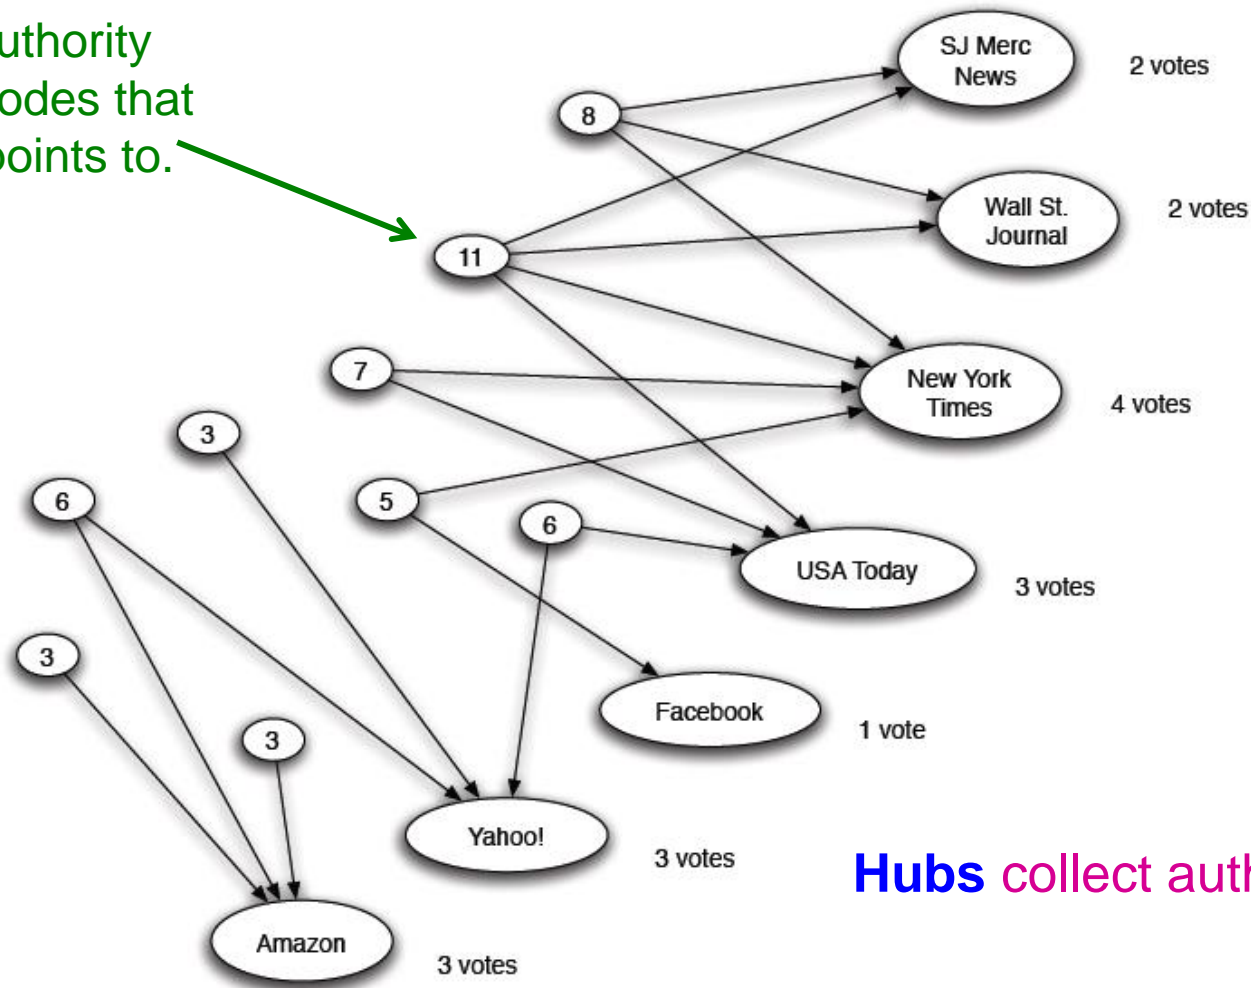 uthority
odes that
points to.
SJ Merc
News
2 votes
8
Wall St.
Journal
2 votes
11
7
New York
Times
4 votes
3
6
5
6
USA Today
3 votes
3
Facebook
1 vote
3
Yahoo!
3 votes
Hubs collect auth
Amazon
3 votes